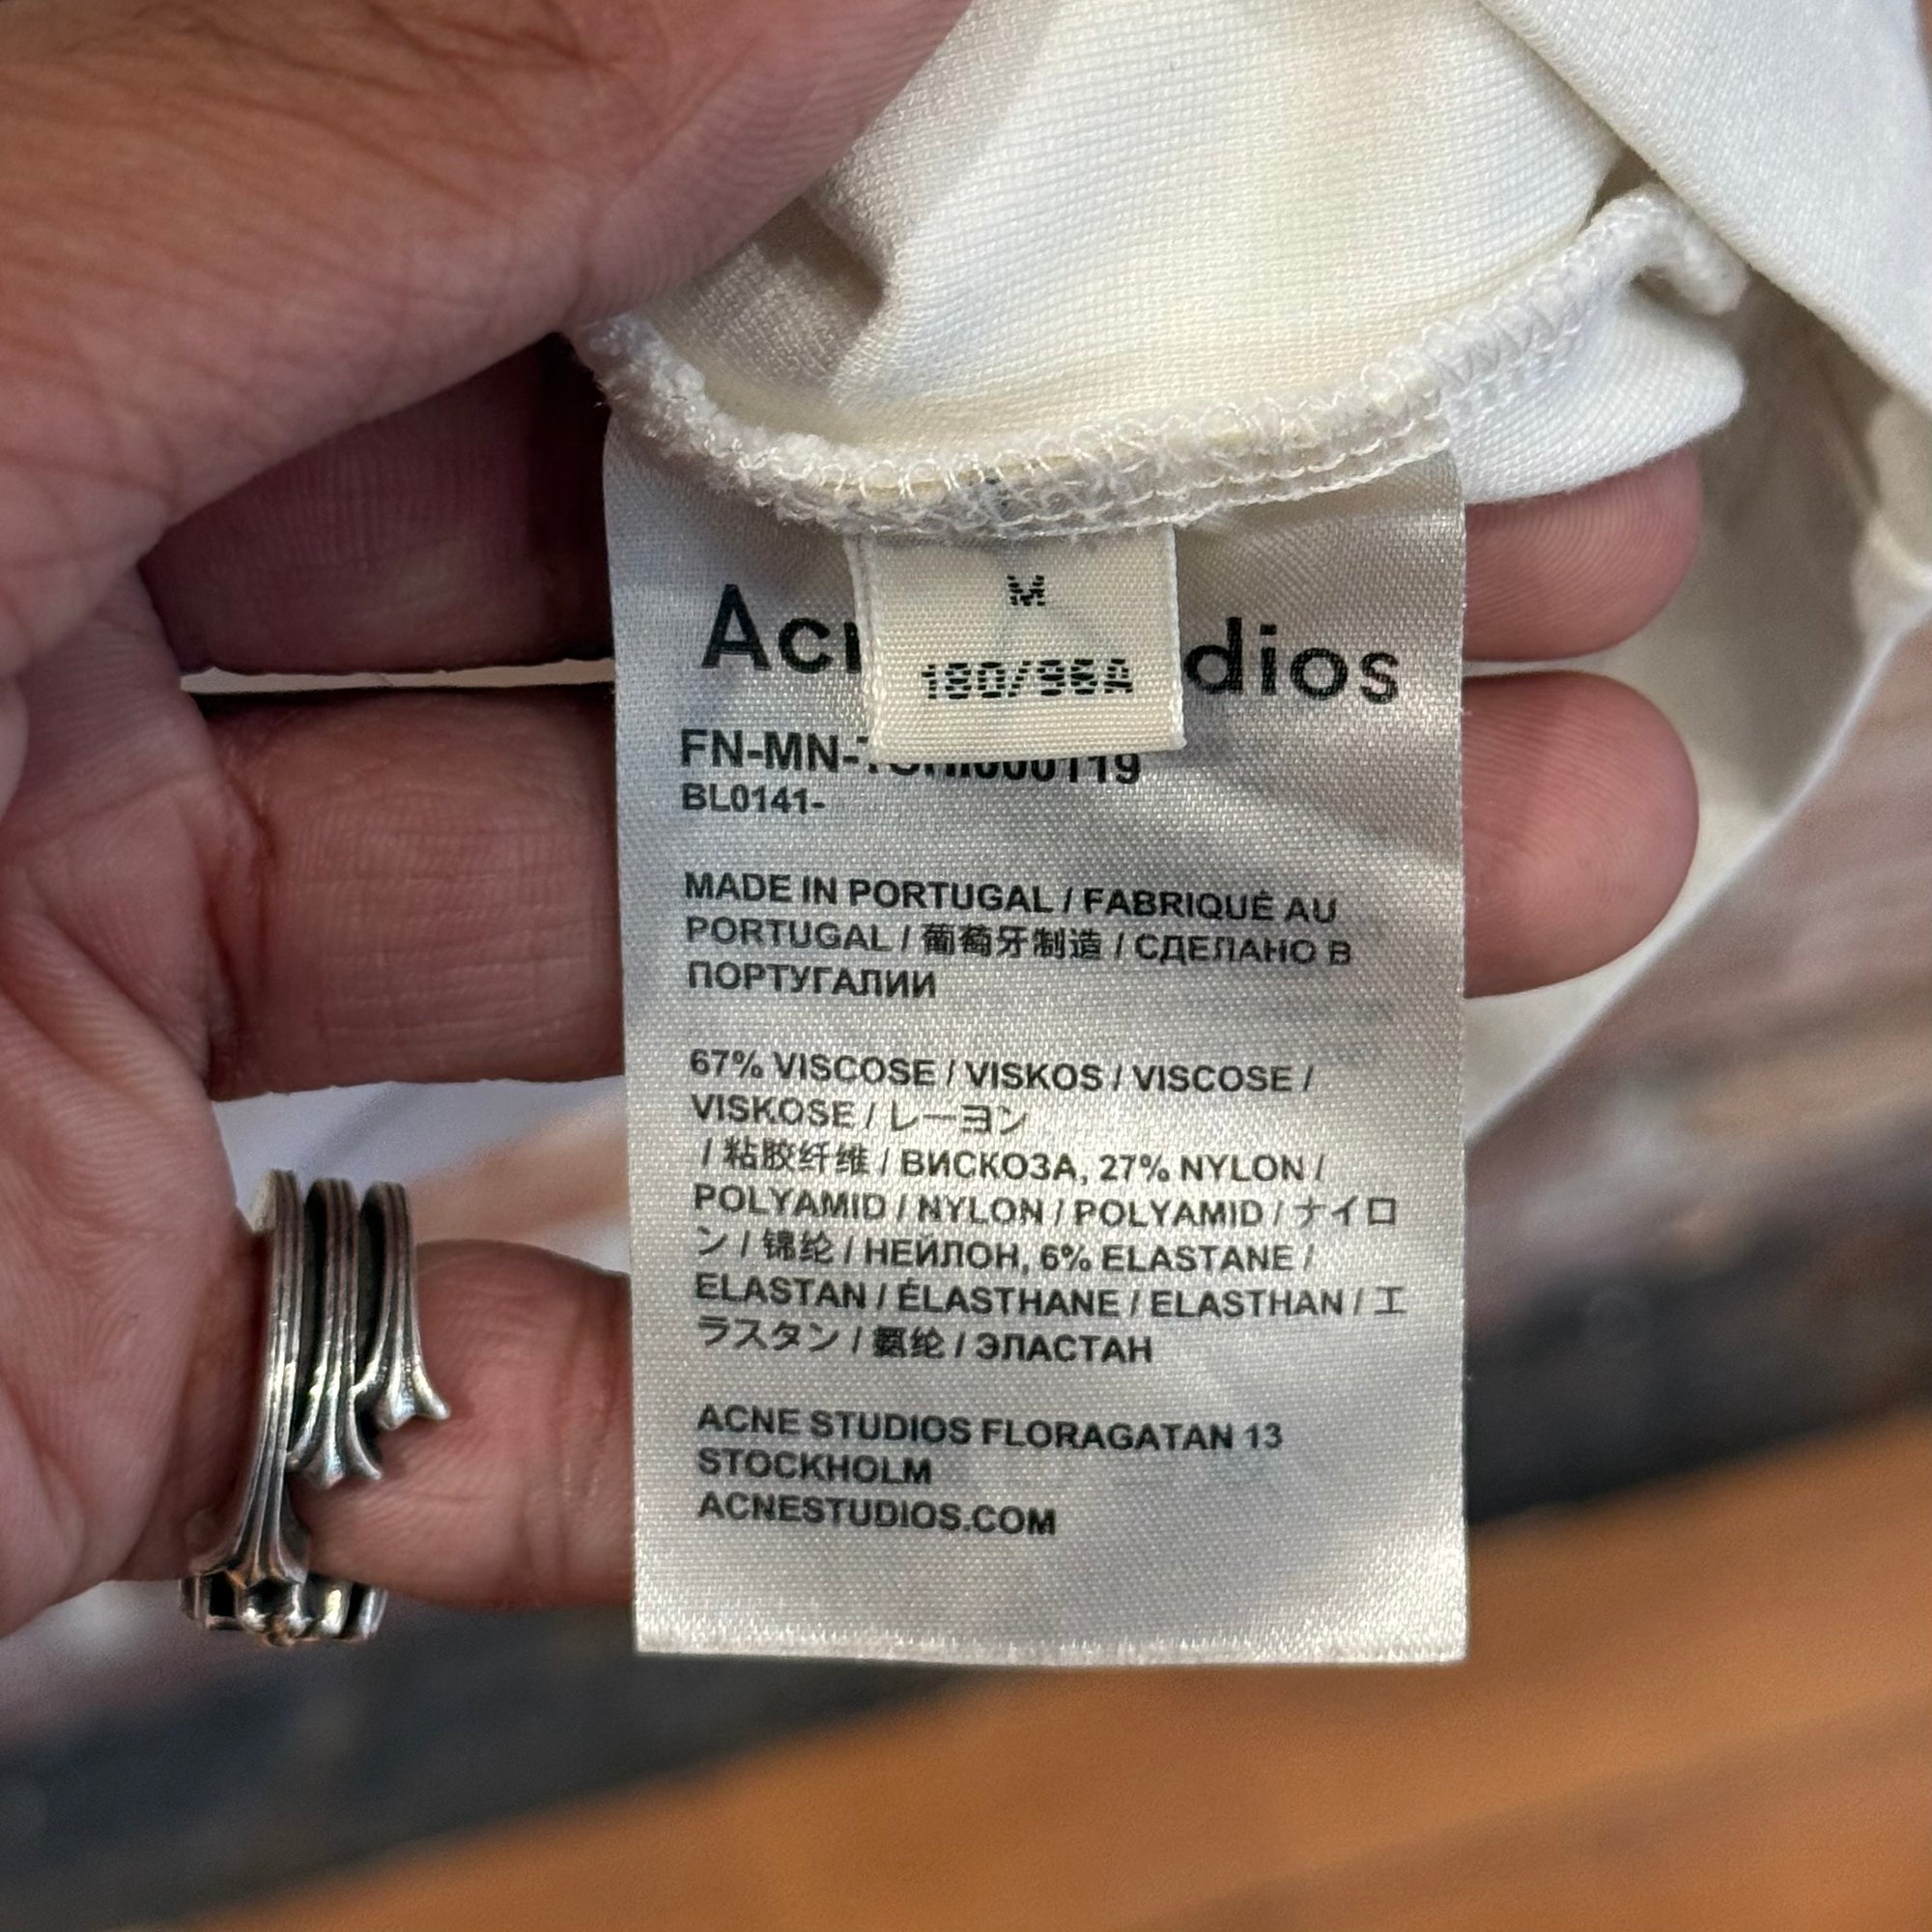 M
180/96A
FN-MN-
BL0141-
MADE IN PORTUGAL / FABRIQUÉ AU
PORTUGAL / 葡萄牙制造 / СДЕЛАНО В
ПОРТУГАЛИИ
67% VISCOSE / VISKOS / VISCOSE /
VISKOSE / レーヨン
/ 粘胶纤维 / ВИСКОЗА, 27% NYLON /
POLYAMID / NYLON / POLYAMID / ナイロ
ン / 锦纶 / НЕЙЛОН, 6% ELASTANE /
ELASTAN / ÉLASTHANE / ELASTHAN / エ
ラスタン / 氨纶 / ЭЛАСТАН
ACNE STUDIOS FLORAGATAN 13
STOCKHOLM
ACNESTUDIOS.COM